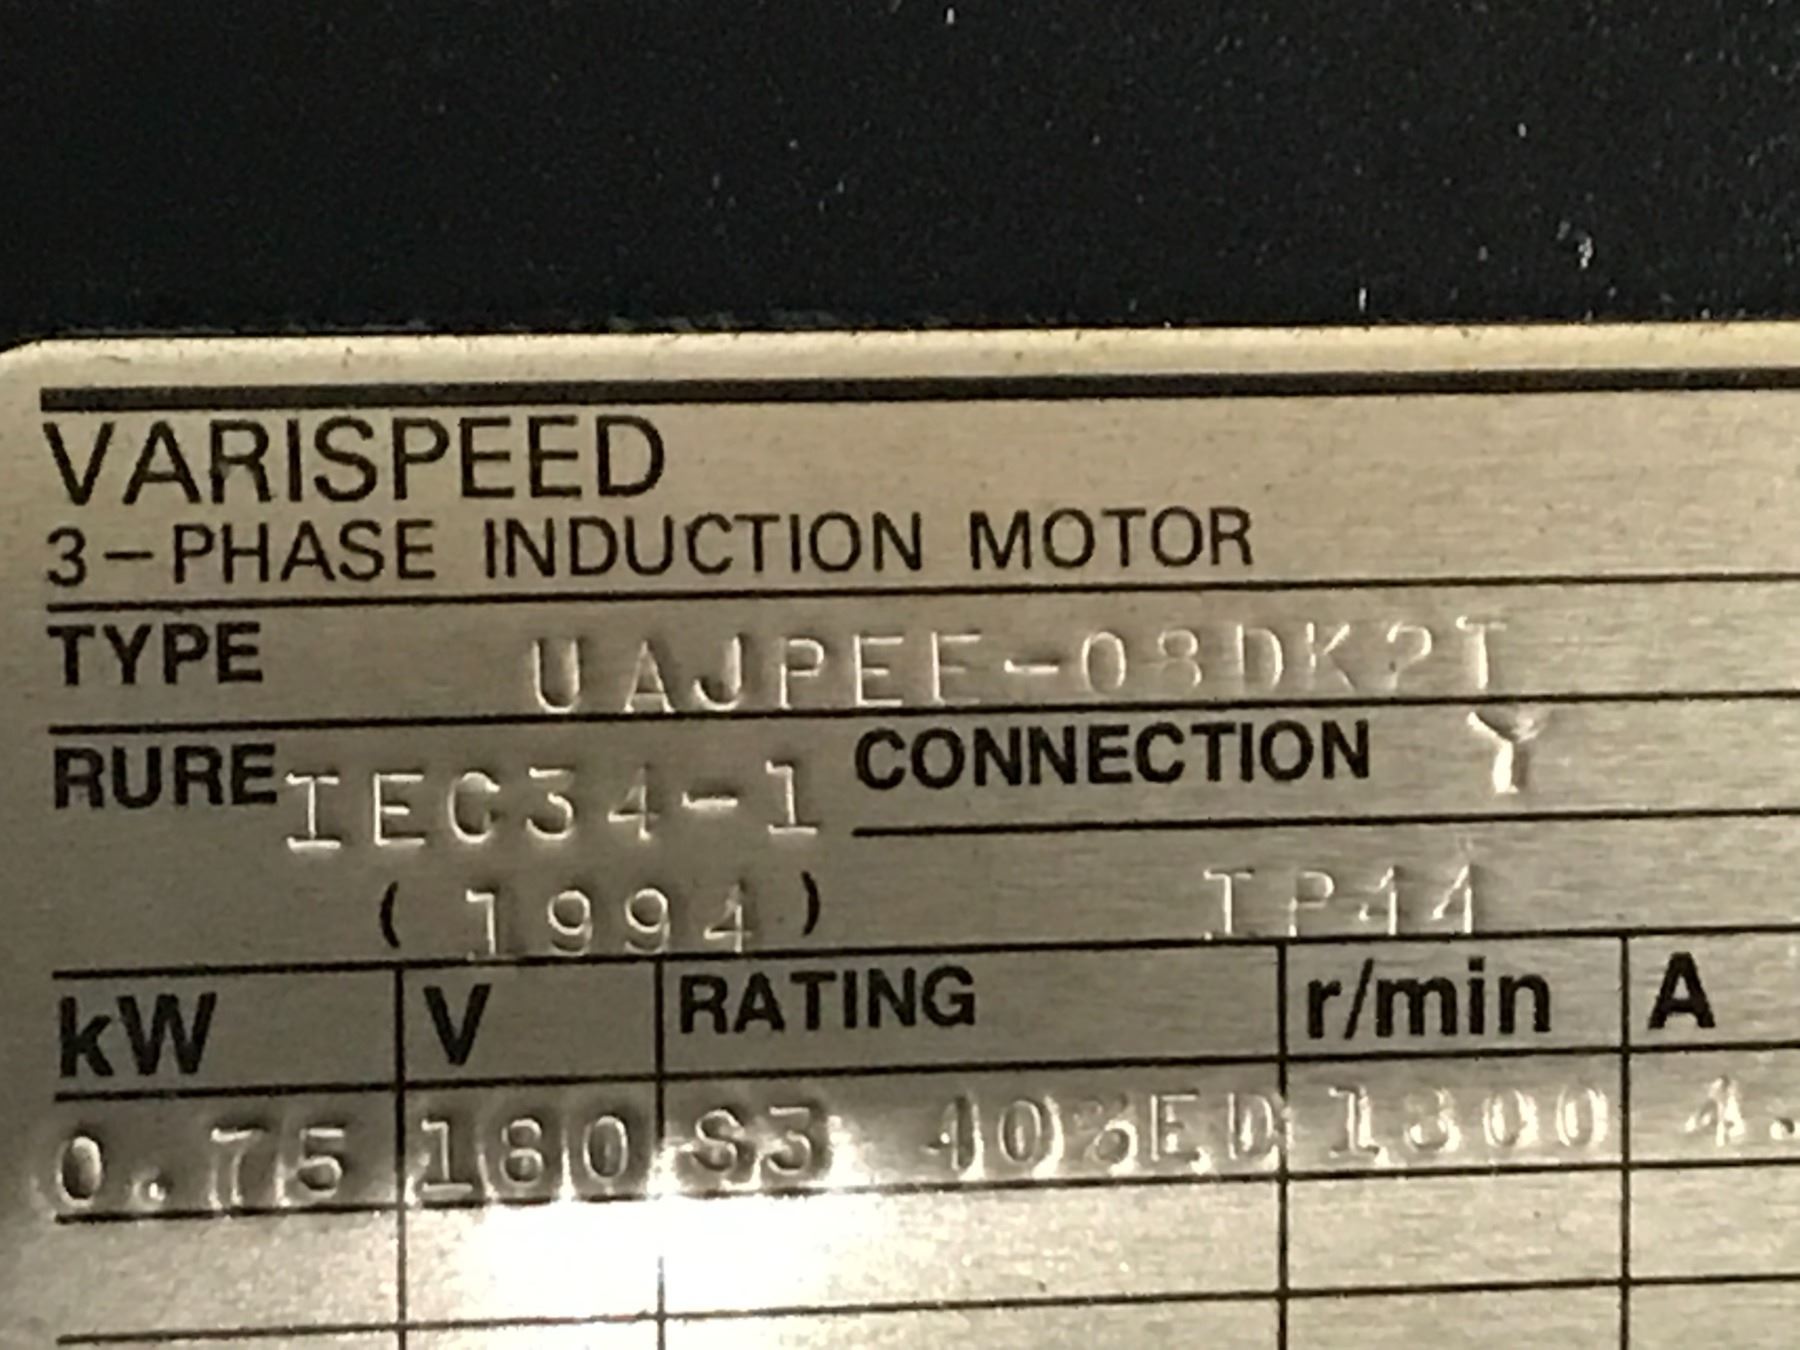 VARISPEED
3-PHASE INDUCTION MOTOR
TYPE UAJPEE-08DK2T
RURE IEC34-1 CONNECTION Y
(1994) IP44
kW V RATING r/min A
0.75 180 S3 40%ED 1800 4.